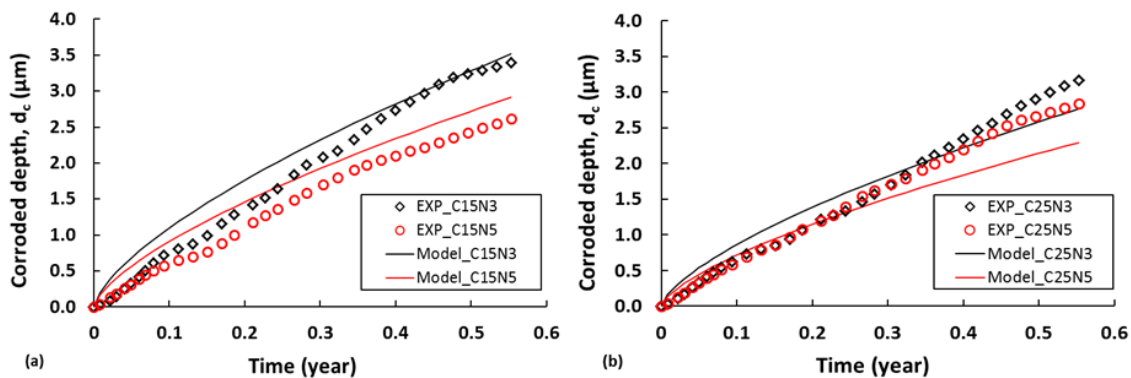 4.0
3.5
3.0
2.5
2.0
1.5
1.0
0.5
0.0
Corroded depth, dc (µm)
EXP_C15N3
EXP_C15N5
Model_C15N3
Model_C15N5
0 0.1 0.2 0.3 0.4 0.5 0.6
(a)
Time (year)
4.0
3.5
3.0
2.5
2.0
1.5
1.0
0.5
0.0
Corroded depth, dc (µm)
EXP_C25N3
EXP_C25N5
Model_C25N3
Model_C25N5
0 0.1 0.2 0.3 0.4 0.5 0.6
(b)
Time (year)